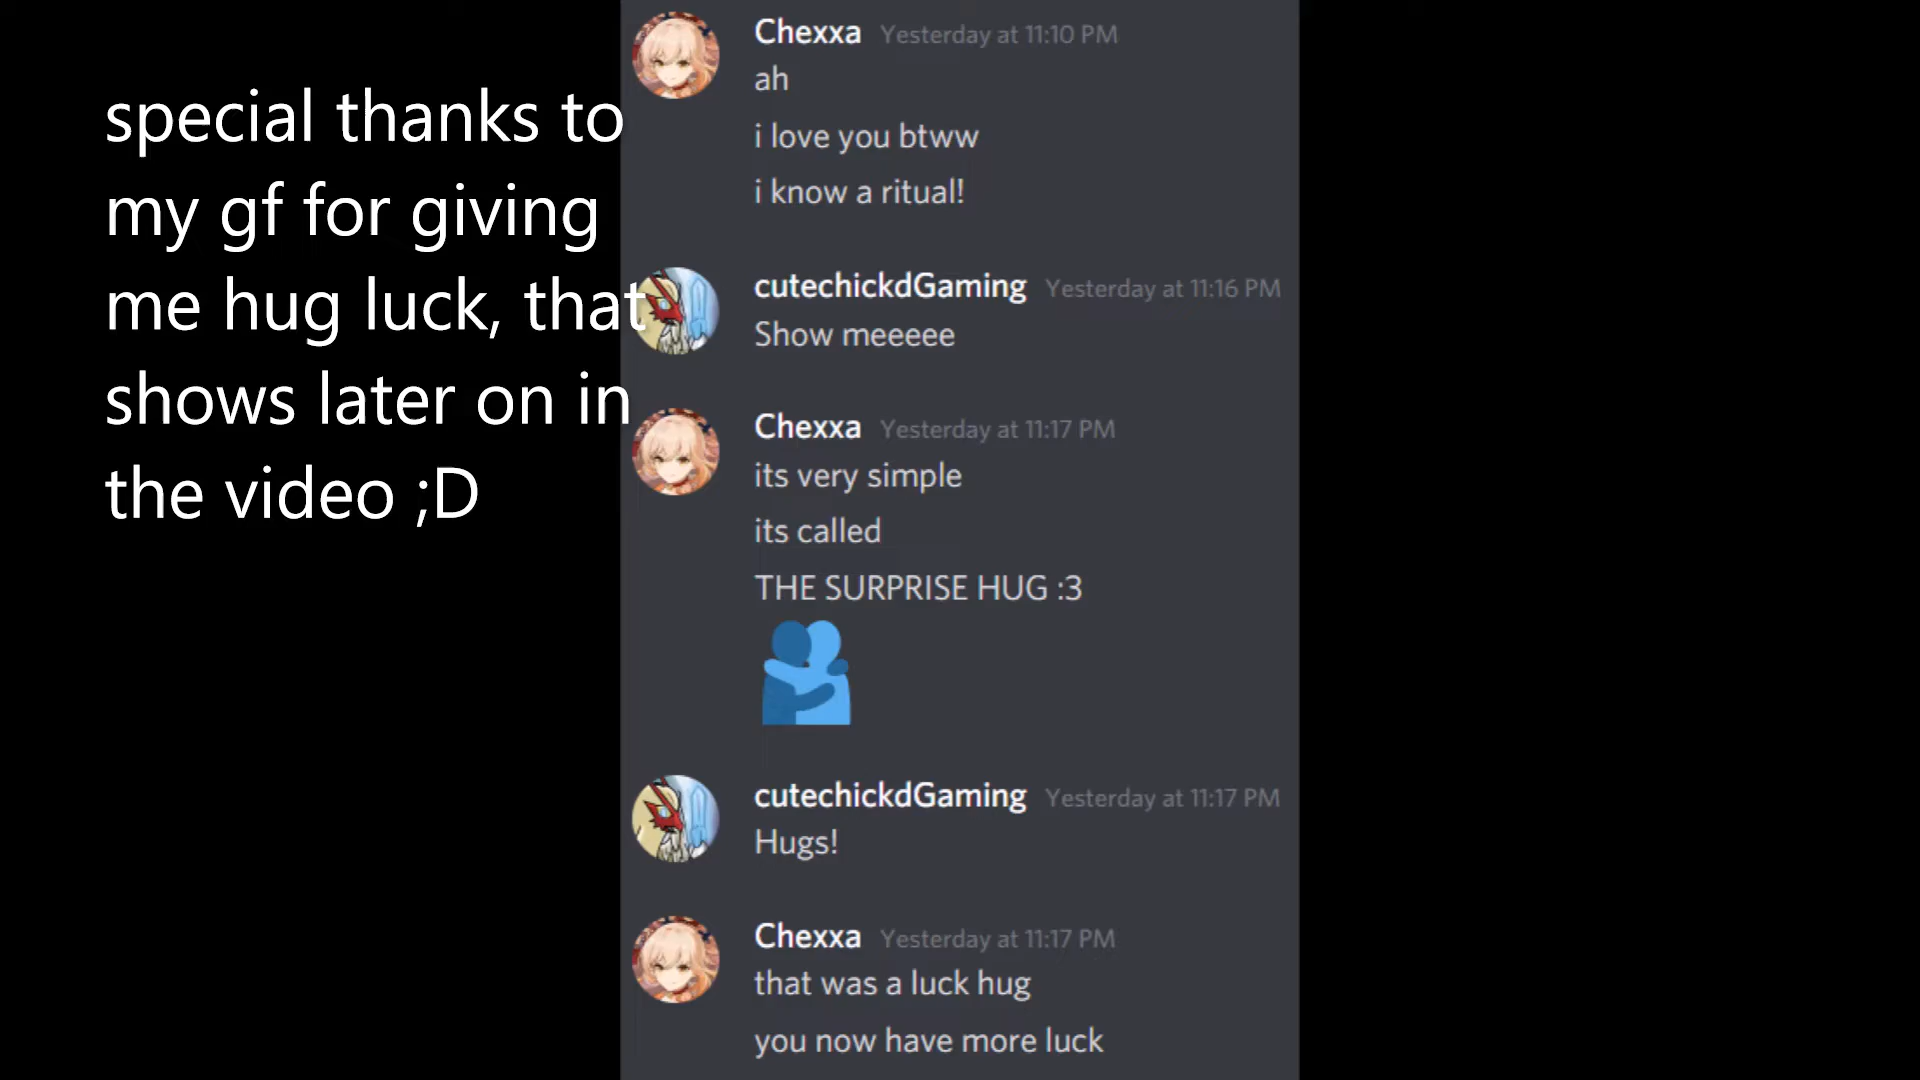 special thanks to
my gf for giving
me hug luck, that
shows later on in
the video ;D
Chexxa Yesterday at 11:10 PM
ah
i love you btww
i know a ritual!
cutechickdGaming Yesterday at 11:16 PM
Show meeeee
Chexxa Yesterday at 11:17 PM
its very simple
its called
THE SURPRISE HUG :3
cutechickdGaming Yesterday at 11:17 PM
Hugs!
Chexxa Yesterday at 11:17 PM
that was a luck hug
you now have more luck